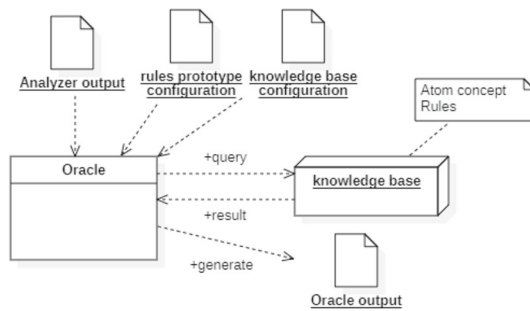 Analyzer output
rules prototype
configuration
knowledge base
configuration
Atom concept
Rules
Oracle
+query
knowledge base
+result
+generate
Oracle output